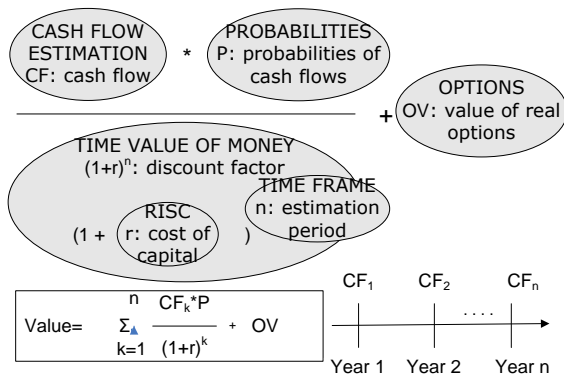 CASH FLOW
ESTIMATION
CF: cash flow
*
PROBABILITIES
P: probabilities of
cash flows
+
OPTIONS
OV: value of real
options
TIME VALUE OF MONEY
(1+r)ⁿ: discount factor
TIME FRAME
n: estimation
period
(1 +
RISC
r: cost of
capital
)
Value= n Σ k=1 CFₖ*P (1+r)ᵏ + OV
CF₁ CF₂ .... CFₙ
Year 1 Year 2 Year n